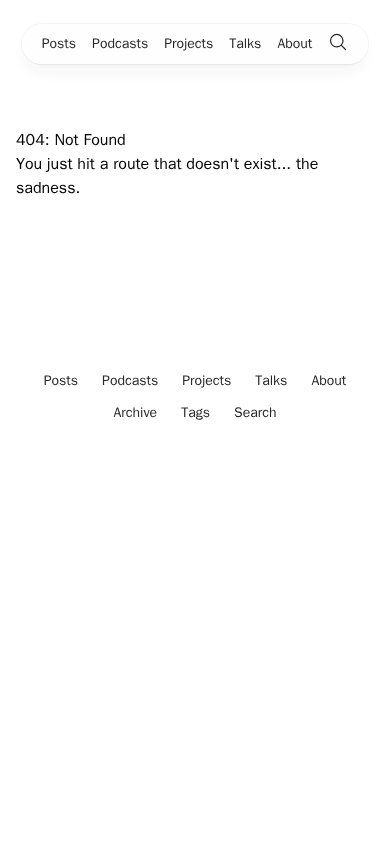 Posts Podcasts Projects Talks About
404: Not Found
You just hit a route that doesn't exist... the
sadness.
Posts Podcasts Projects Talks About
Archive Tags Search